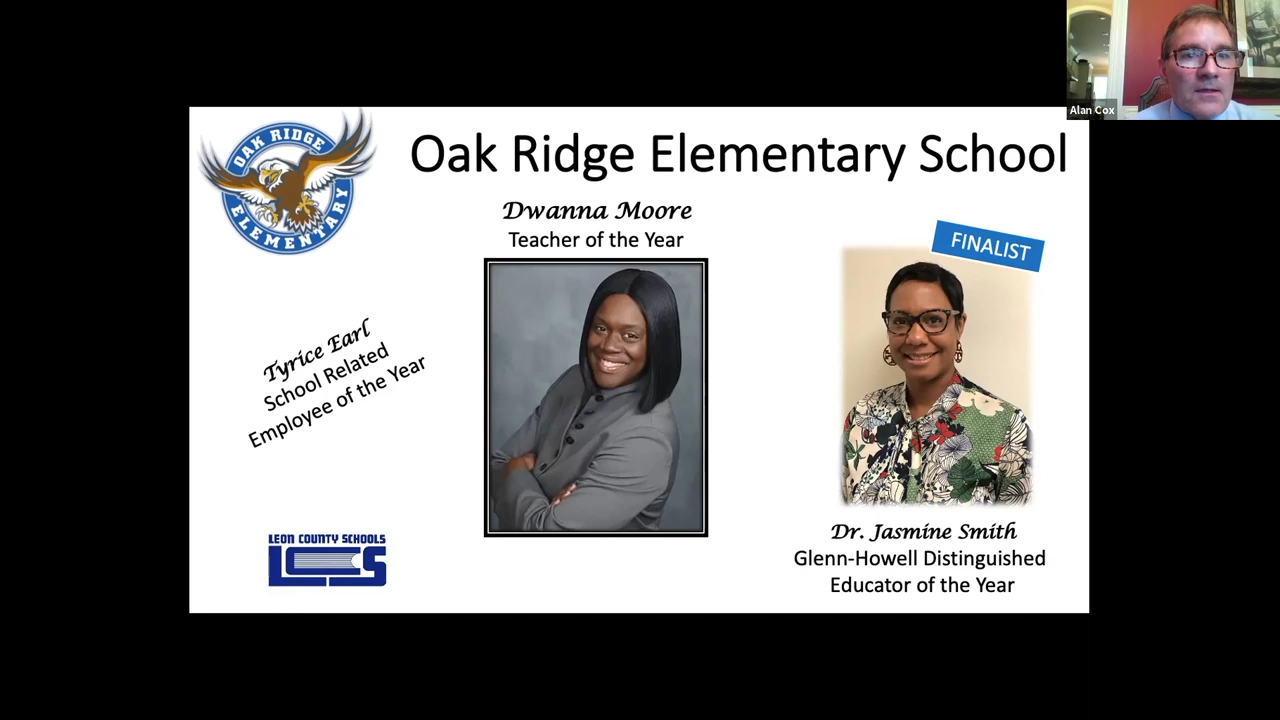 Alan Cox
OAK RIDGE
ELEMENTARY
Oak Ridge Elementary School
Dwanna Moore
Teacher of the Year
FINALIST
Tyrice Earl
School Related
Employee of the Year
Dr. Jasmine Smith
Glenn-Howell Distinguished
Educator of the Year
LEON COUNTY SCHOOLS
LCS